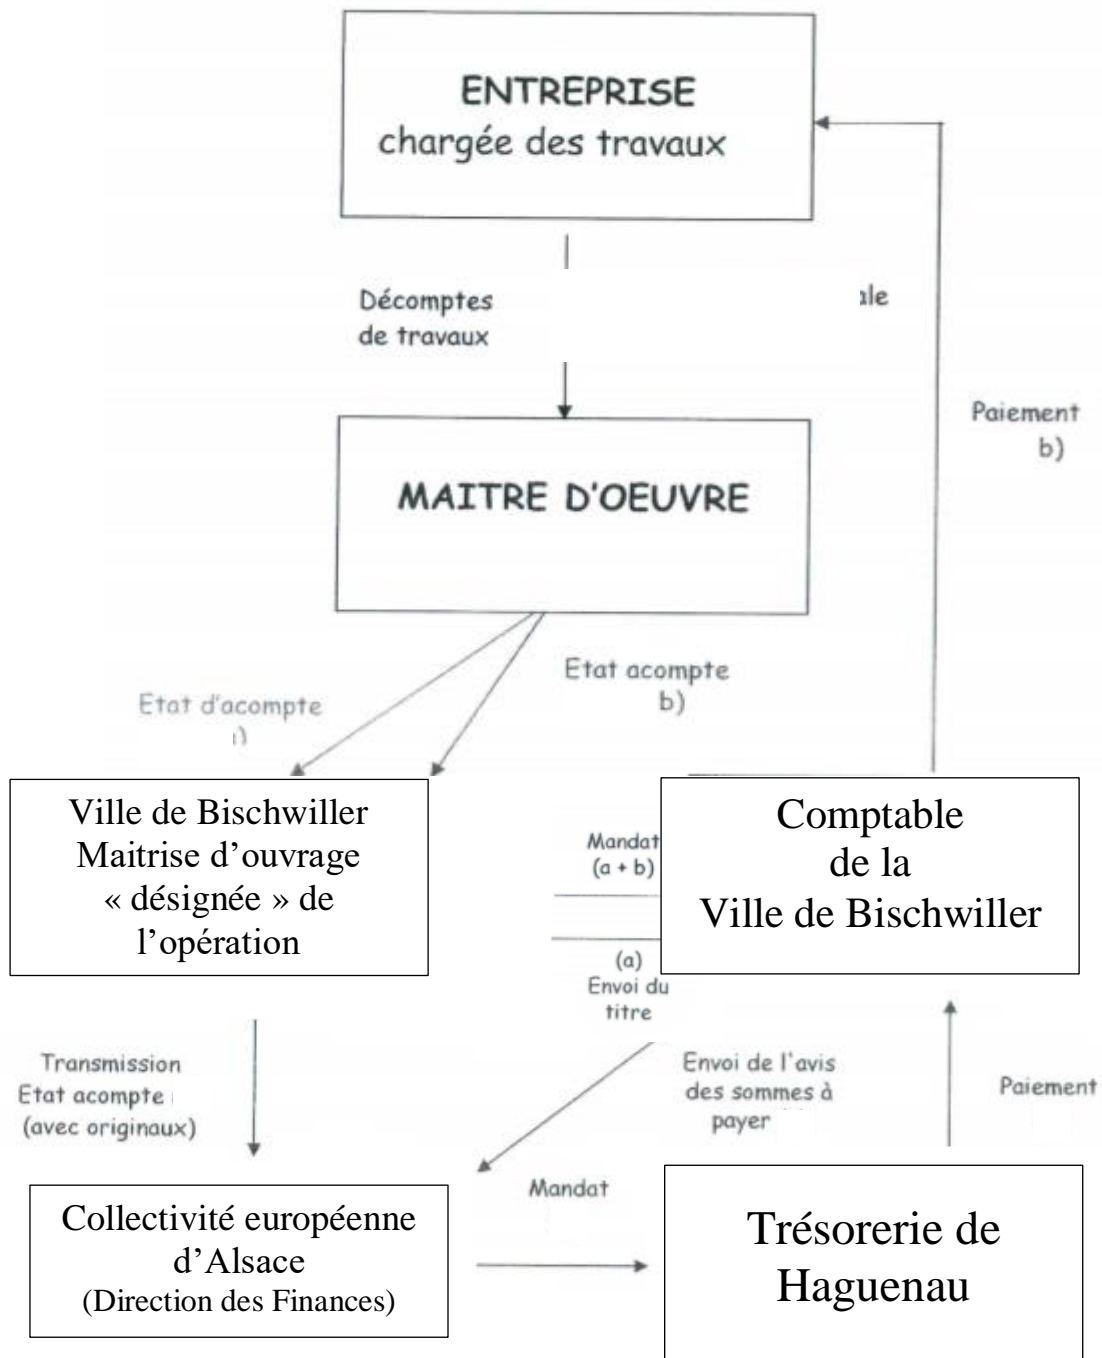 ENTREPRISE
chargée des travaux
Décomptes
de travaux
ale
Paiement
b)
MAITRE D'OEUVRE
Etat acompte
b)
Etat d'acompte
Ville de Bischwiller
Maitrise d'ouvrage
« désignée » de
l'opération
Mandat
(a + b)
(a)
Envoi du
titre
Comptable
de la
Ville de Bischwiller
Transmission
Etat acompte
(avec originaux)
Envoi de l'avis
des sommes à
payer
Paiement
Collectivité européenne
d'Alsace
(Direction des Finances)
Mandat
Trésorerie de
Haguenau